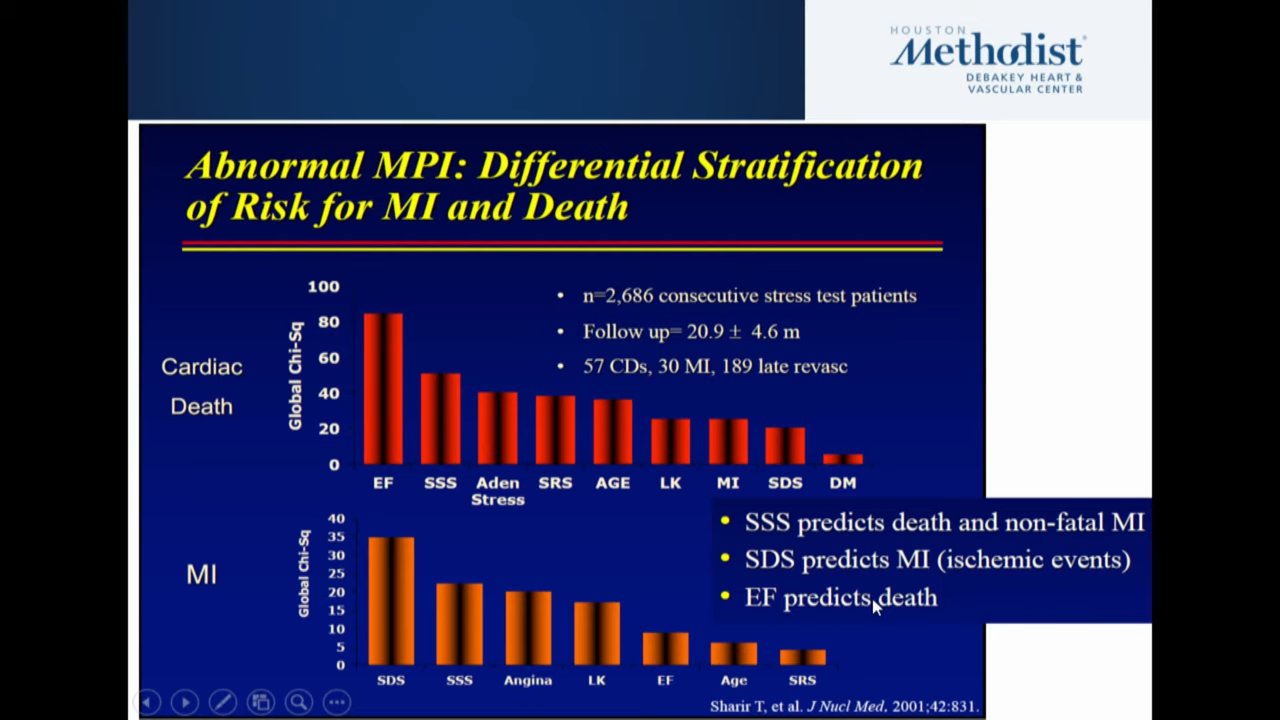 HOUSTON
Methodist®
DEBAKEY HEART &
VASCULAR CENTER
Abnormal MPI: Differential Stratification
of Risk for MI and Death
Cardiac
Death
Global Chi-Sq
100
80
60
40
20
0
• n=2,686 consecutive stress test patients
• Follow up= 20.9 ± 4.6 m
• 57 CDs, 30 MI, 189 late revasc
EF SSS Aden SRS AGE LK MI SDS DM
Stress
MI
Global Chi-Sq
40
35
30
25
20
15
10
5
0
SDS SSS Angina LK EF Age SRS
• SSS predicts death and non-fatal MI
• SDS predicts MI (ischemic events)
• EF predicts death
Sharir T, et al. J Nucl Med. 2001;42:831.